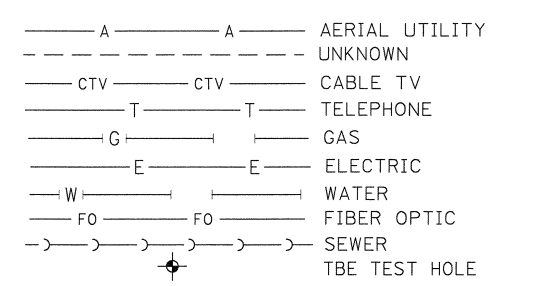 A A AERIAL UTILITY
UNKNOWN
CTV CTV CABLE TV
T T TELEPHONE
G GAS
E E ELECTRIC
W WATER
FO FO FIBER OPTIC
SEWER
TBE TEST HOLE